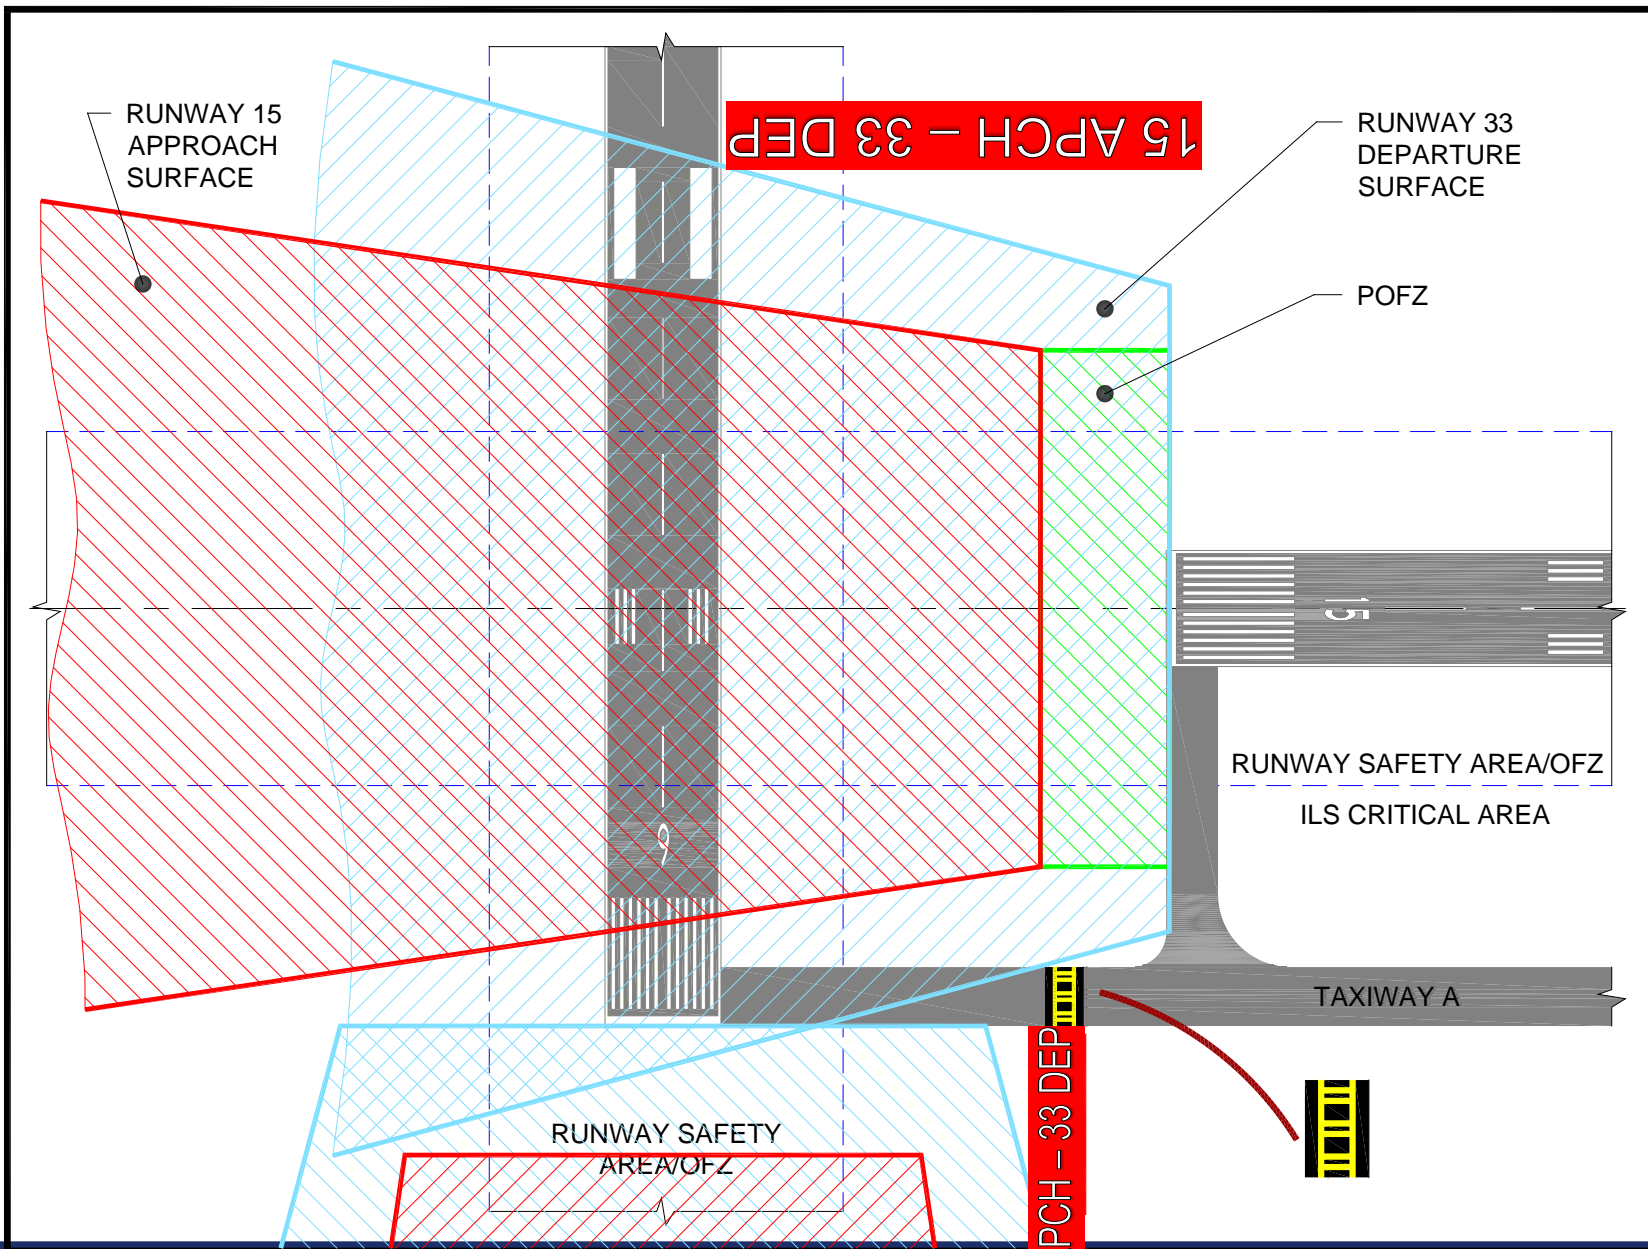 RUNWAY 15
APPROACH
SURFACE
15 APCH – 33 DEP
RUNWAY 33
DEPARTURE
SURFACE
POFZ
15
9
RUNWAY SAFETY AREA/OFZ
ILS CRITICAL AREA
TAXIWAY A
PCH – 33 DEP
RUNWAY SAFETY
AREA/OFZ